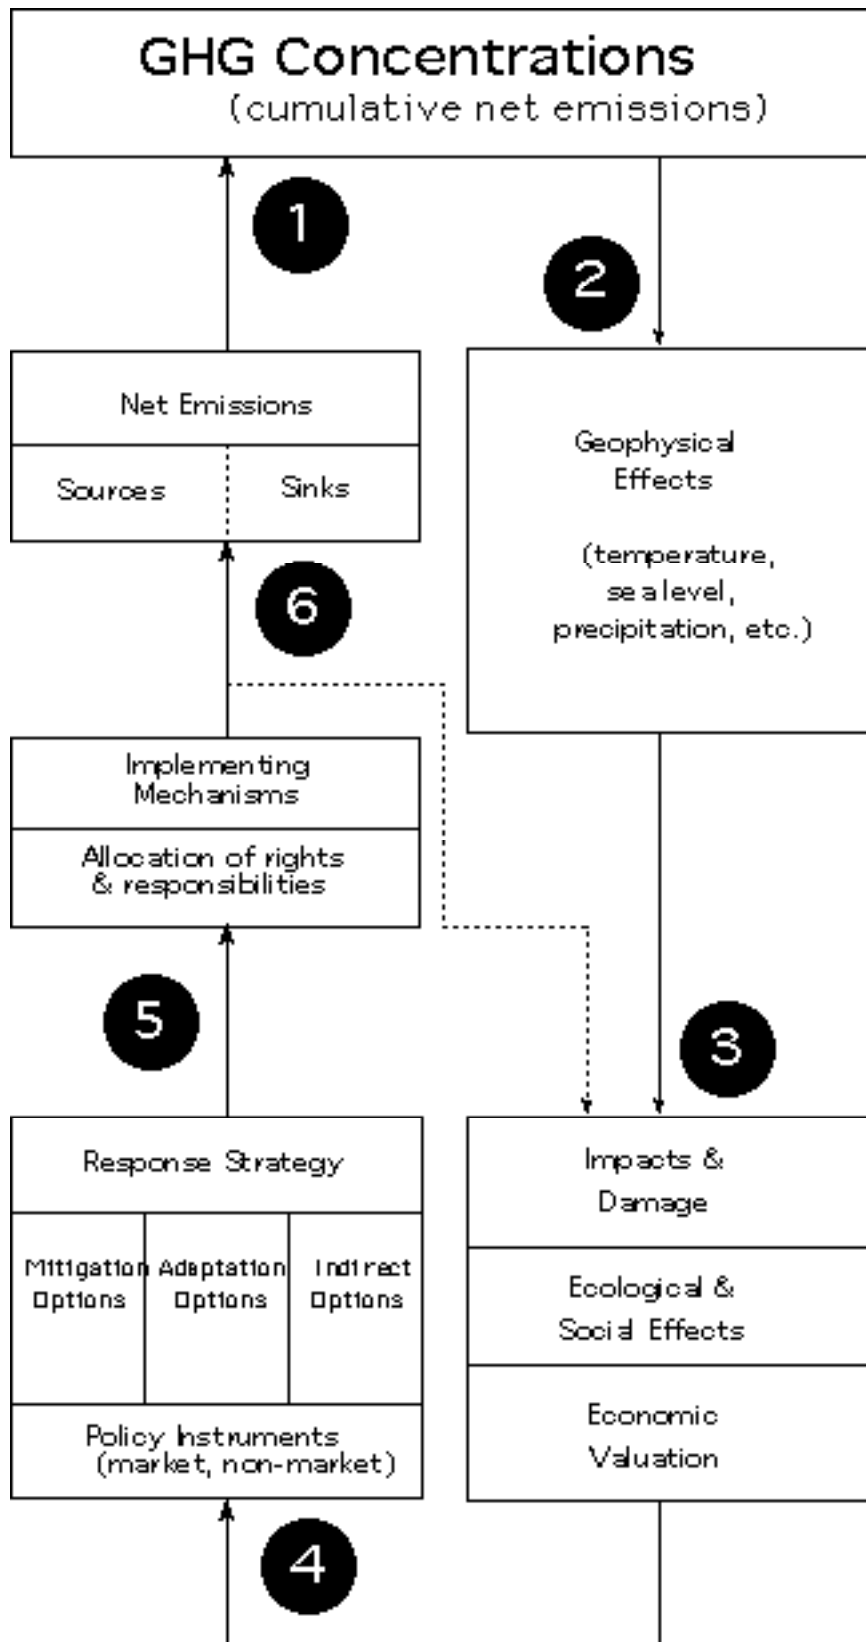 GHG Concentrations
(cumulative net emissions)
1
2
Net Emissions
Sources
Sinks
Geophysical
Effects
(temperature,
sea level,
precipitation, etc.)
6
Implementing
Mechanisms
Allocation of rights
& responsibilities
5
3
Response Strategy
Mitigation
Options
Adaptation
Options
Indirect
Options
Policy Instruments
(market, non-market)
Impacts &
Damage
Ecological &
Social Effects
Economic
Valuation
4